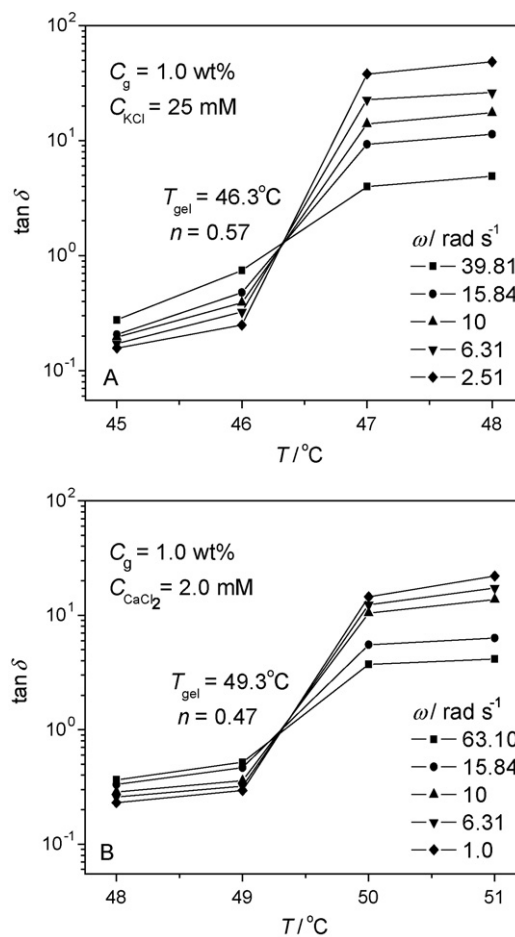 10²
C_g = 1.0 wt%
C_KCl = 25 mM
10¹
tan δ
T_gel = 46.3°C
n = 0.57
10⁰
ω / rad s⁻¹
39.81
15.84
10
6.31
2.51
10⁻¹
A
45 46 47 48
T / °C
10²
C_g = 1.0 wt%
C_CaCl₂ = 2.0 mM
10¹
tan δ
T_gel = 49.3°C
n = 0.47
10⁰
ω / rad s⁻¹
63.10
15.84
10
6.31
1.0
10⁻¹
B
48 49 50 51
T / °C